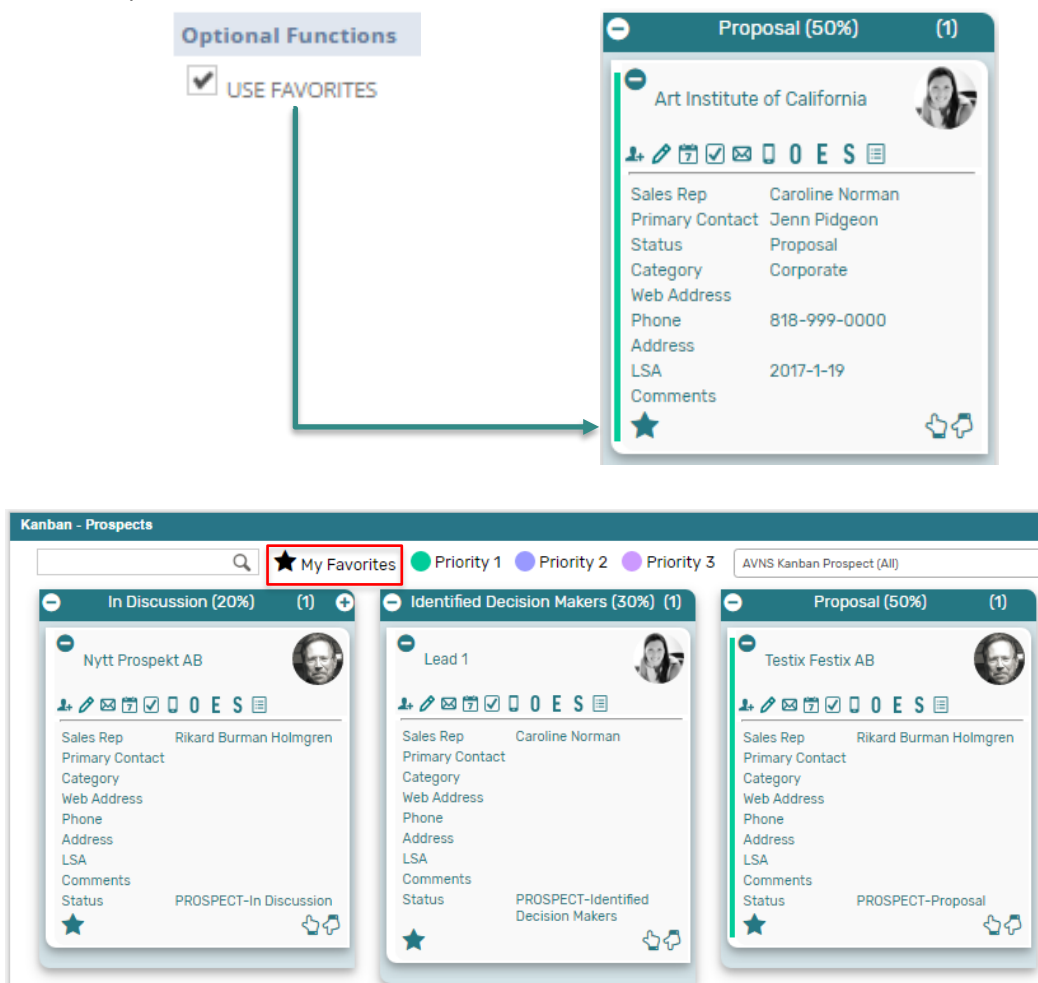 Optional Functions
USE FAVORITES
Proposal (50%) (1)
Art Institute of California
7 O E S
Sales Rep Caroline Norman
Primary Contact Jenn Pidgeon
Status Proposal
Category Corporate
Web Address
Phone 818-999-0000
Address
LSA 2017-1-19
Comments
Kanban - Prospects
My Favorites Priority 1 Priority 2 Priority 3 AVNS Kanban Prospect (All)
In Discussion (20%) (1)
Nytt Prospekt AB
7 O E S
Sales Rep Rikard Burman Holmgren
Primary Contact
Category
Web Address
Phone
Address
LSA
Comments
Status PROSPECT-In Discussion
Identified Decision Makers (30%) (1)
Lead 1
7 O E S
Sales Rep Caroline Norman
Primary Contact
Category
Web Address
Phone
Address
LSA
Comments
Status PROSPECT-Identified
Decision Makers
Proposal (50%) (1)
Testix Festix AB
7 O E S
Sales Rep Rikard Burman Holmgren
Primary Contact
Category
Web Address
Phone
Address
LSA
Comments
Status PROSPECT-Proposal